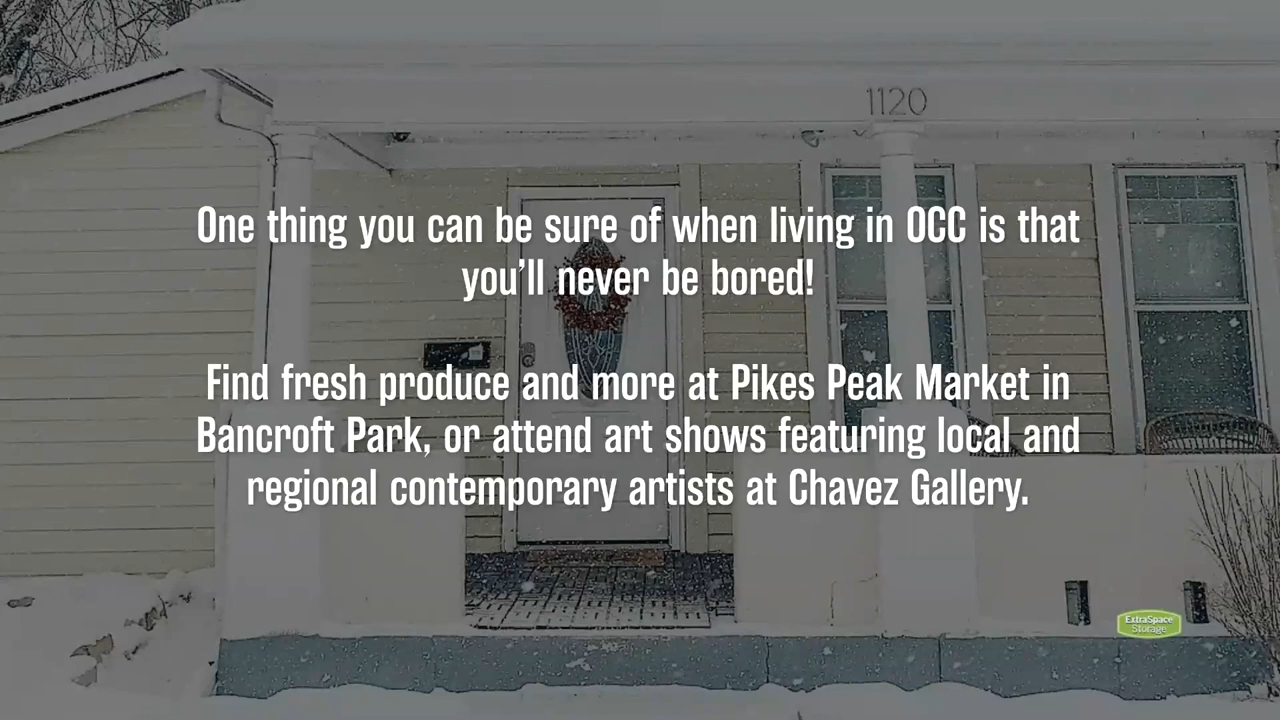 1120
One thing you can be sure of when living in OCC is that
you’ll never be bored!
Find fresh produce and more at Pikes Peak Market in
Bancroft Park, or attend art shows featuring local and
regional contemporary artists at Chavez Gallery.
ExtraSpace
Storage